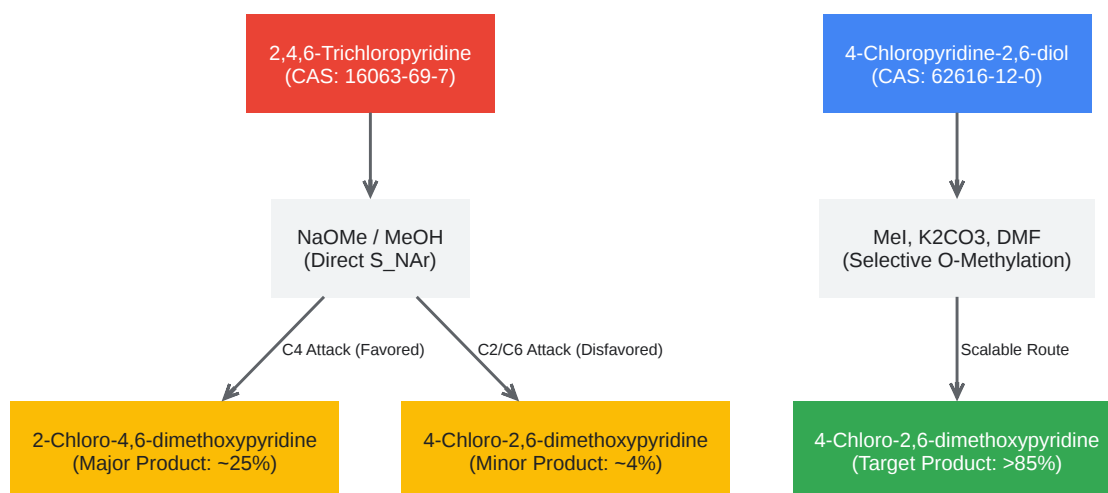 2,4,6-Trichloropyridine
(CAS: 16063-69-7)
4-Chloropyridine-2,6-diol
(CAS: 62616-12-0)
NaOMe / MeOH
(Direct S_NAr)
MeI, K2CO3, DMF
(Selective O-Methylation)
C4 Attack (Favored)
C2/C6 Attack (Disfavored)
Scalable Route
2-Chloro-4,6-dimethoxypyridine
(Major Product: ~25%)
4-Chloro-2,6-dimethoxypyridine
(Minor Product: ~4%)
4-Chloro-2,6-dimethoxypyridine
(Target Product: >85%)